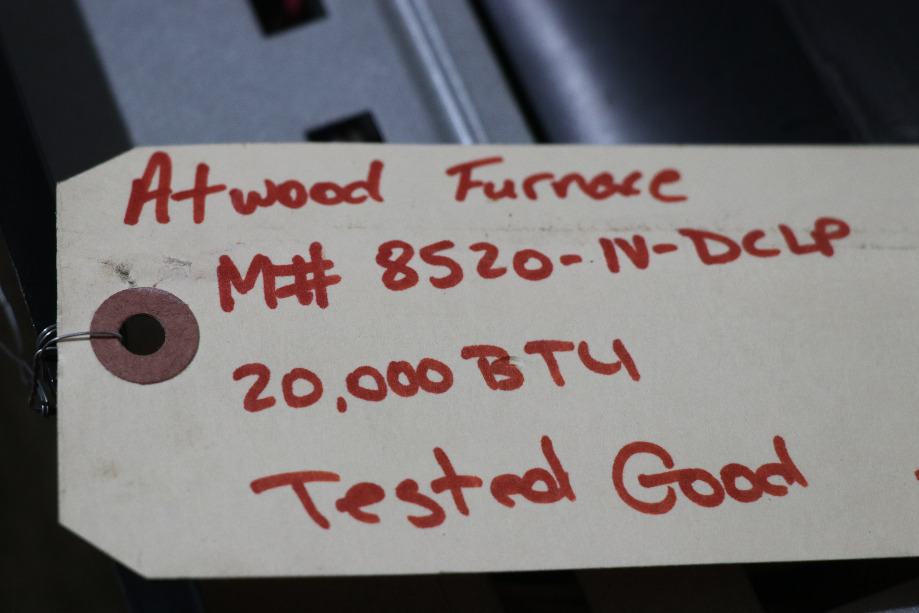 Atwood Furnace
M# 8520-IV-DCLP
20,000 BTU
Tested Good